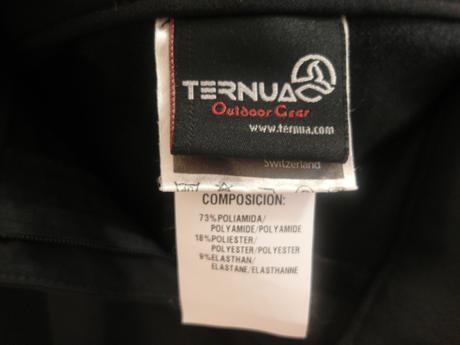 TERNUA
Outdoor Gear
www.ternua.com
Switzerland
COMPOSICION:
73%POLIAMIDA/
POLYAMIDE/POLYAMIDE
18%POLIESTER/
POLYESTER/POLYESTER
9%ELASTHAN/
ELASTANE/ELASTHANNE